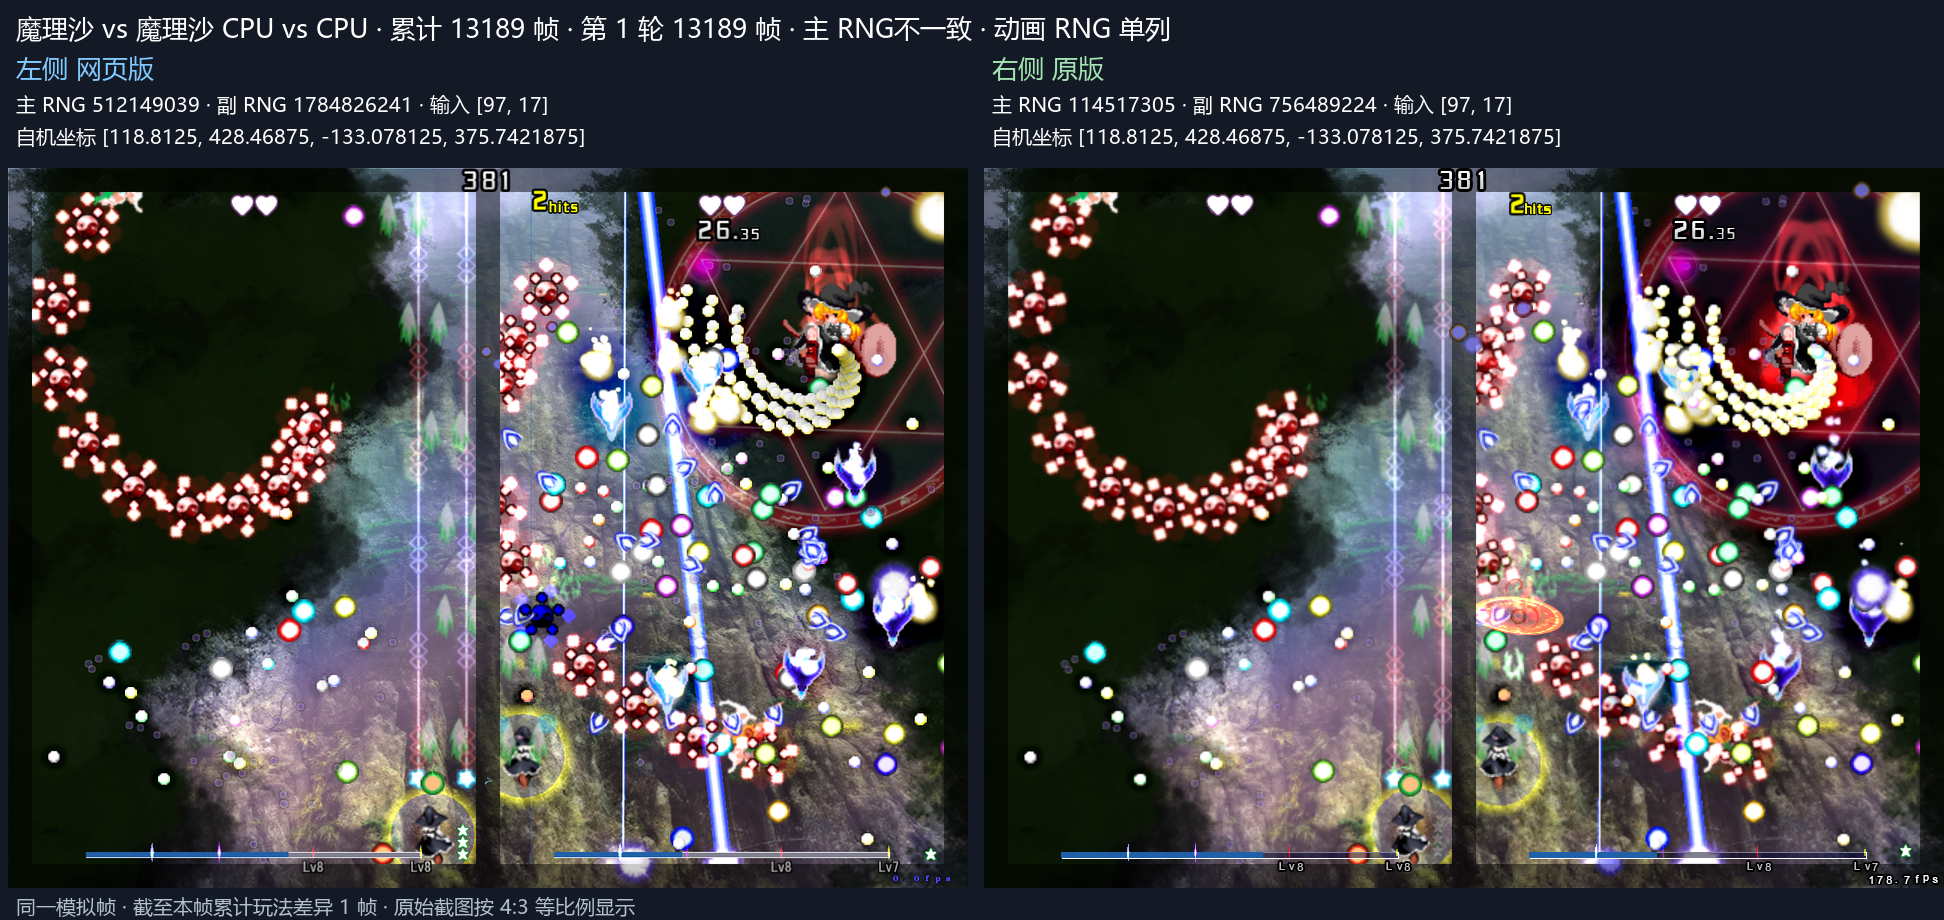 魔理沙 vs 魔理沙 CPU vs CPU · 累计 13189 帧 · 第 1 轮 13189 帧 · 主 RNG不一致 · 动画 RNG 单列
左侧 网页版
主 RNG 512149039 · 副 RNG 1784826241 · 输入 [97, 17]
自机坐标 [118.8125, 428.46875, -133.078125, 375.7421875]
右侧 原版
主 RNG 114517305 · 副 RNG 756489224 · 输入 [97, 17]
自机坐标 [118.8125, 428.46875, -133.078125, 375.7421875]
381
2hits
26.35
Lv8
Lv8
Lv8
Lv7
0.0fps
381
2hits
26.35
Lv8
Lv8
Lv8
Lv7
178.7fps
同一模拟帧 · 截至本帧累计玩法差异 1 帧 · 原始截图按 4:3 等比例显示